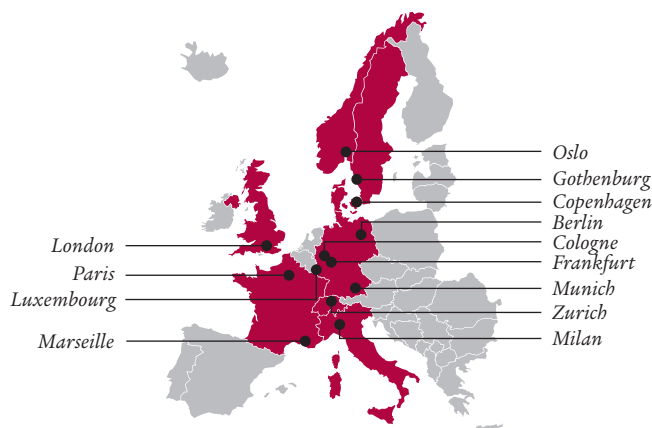 Oslo
Gothenburg
Copenhagen
Berlin
Cologne
Frankfurt
Munich
Zurich
Milan
London
Paris
Luxembourg
Marseille